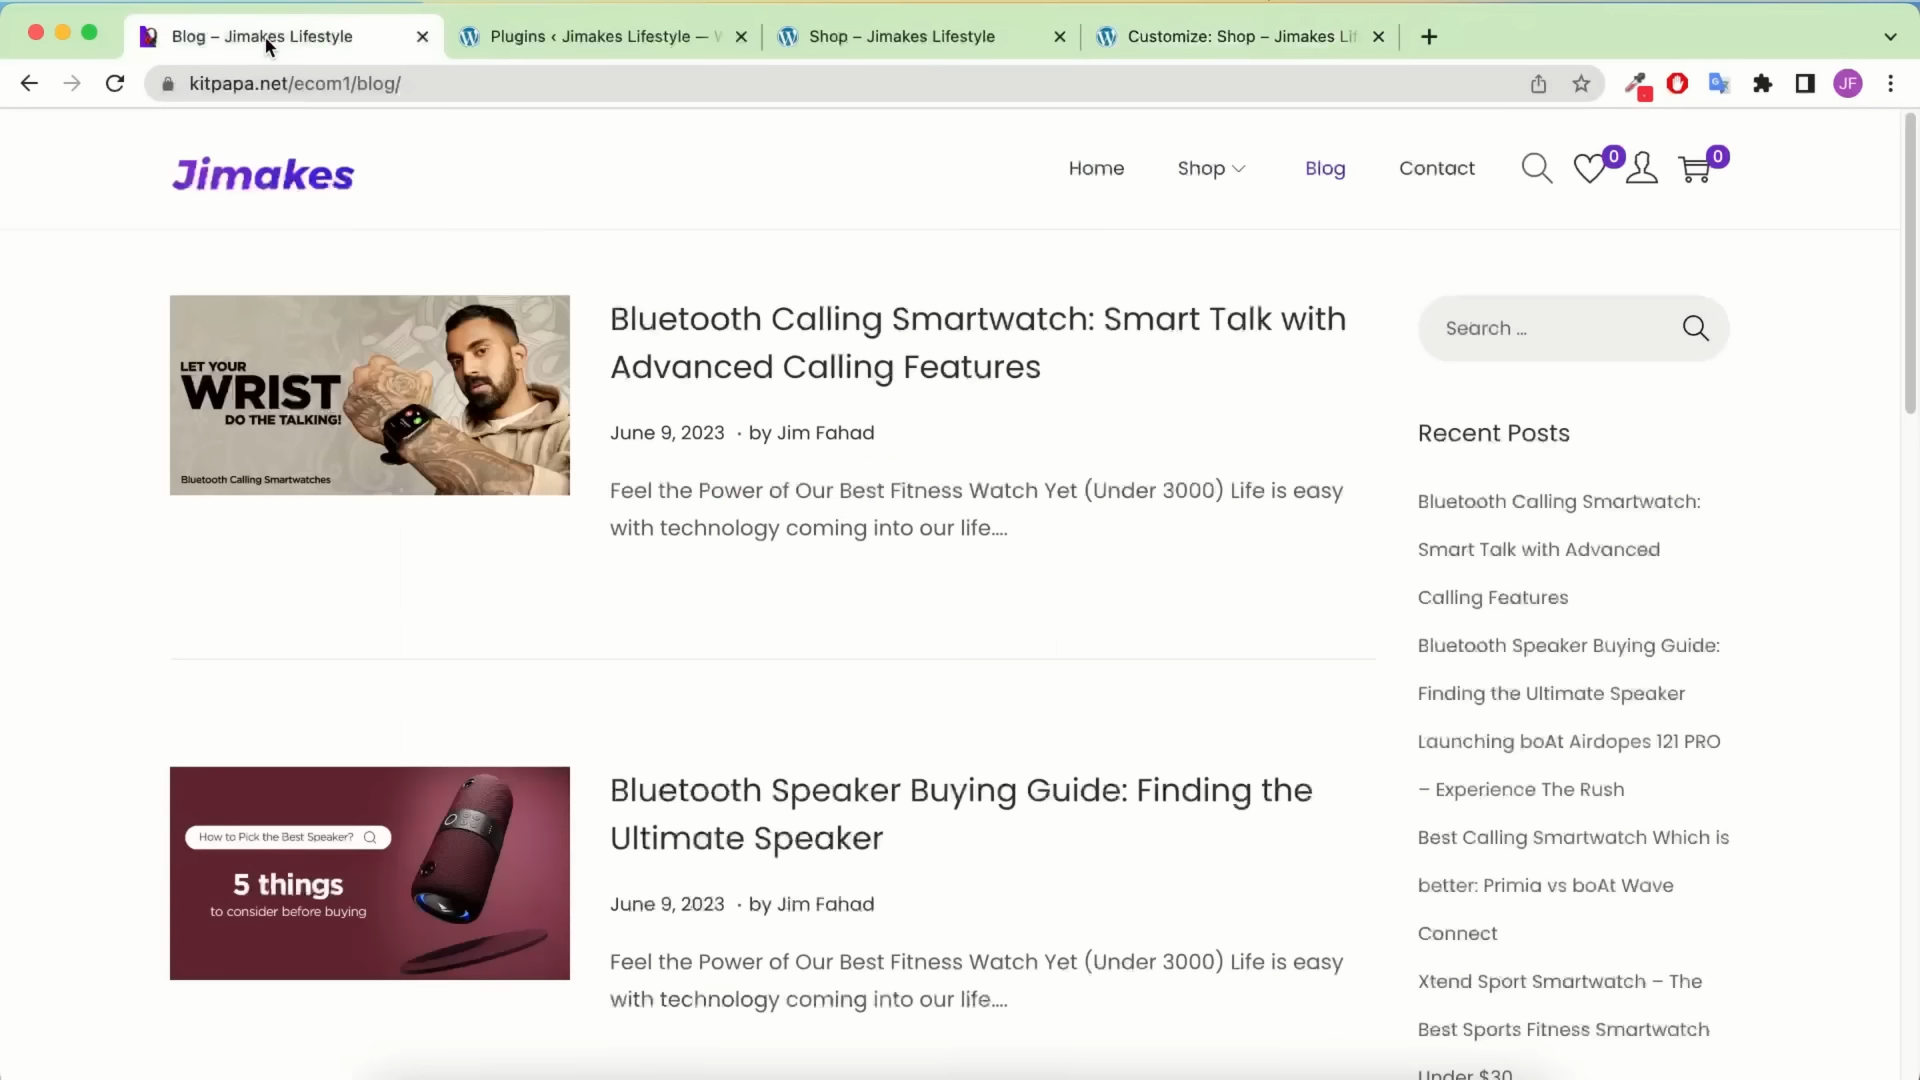 Blog – Jimakes Lifestyle
Plugins ‹ Jimakes Lifestyle —
Shop – Jimakes Lifestyle
Customize: Shop – Jimakes Lif
kitpapa.net/ecom1/blog/
JF
Jimakes
Home
Shop
Blog
Contact
0
0
LET YOUR
WRIST
DO THE TALKING!
Bluetooth Calling Smartwatches
Bluetooth Calling Smartwatch: Smart Talk with
Advanced Calling Features
June 9, 2023 · by Jim Fahad
Feel the Power of Our Best Fitness Watch Yet (Under 3000) Life is easy
with technology coming into our life....
How to Pick the Best Speaker?
5 things
to consider before buying
Bluetooth Speaker Buying Guide: Finding the
Ultimate Speaker
June 9, 2023 · by Jim Fahad
Feel the Power of Our Best Fitness Watch Yet (Under 3000) Life is easy
with technology coming into our life....
Search ...
Recent Posts
Bluetooth Calling Smartwatch:
Smart Talk with Advanced
Calling Features
Bluetooth Speaker Buying Guide:
Finding the Ultimate Speaker
Launching boAt Airdopes 121 PRO
– Experience The Rush
Best Calling Smartwatch Which is
better: Primia vs boAt Wave
Connect
Xtend Sport Smartwatch – The
Best Sports Fitness Smartwatch
Under $30